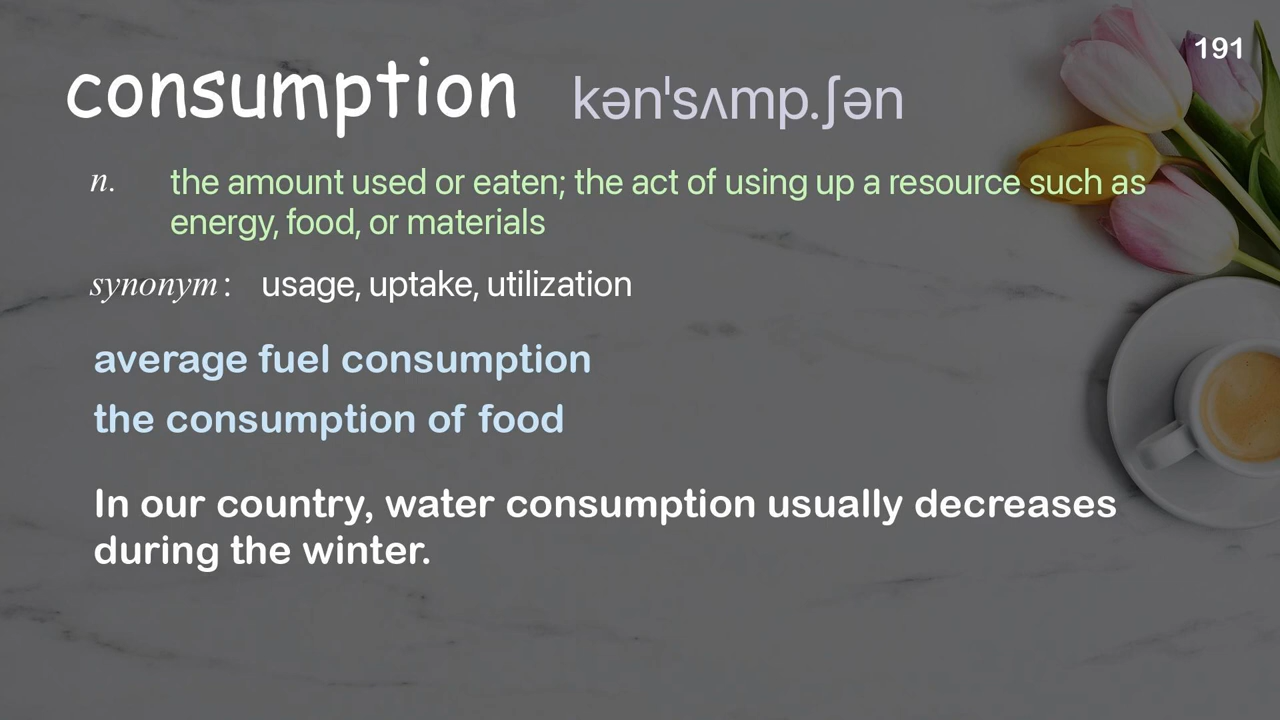 191
consumption kən'sʌmp.ʃən
n. the amount used or eaten; the act of using up a resource such as
energy, food, or materials
synonym: usage, uptake, utilization
average fuel consumption
the consumption of food
In our country, water consumption usually decreases
during the winter.